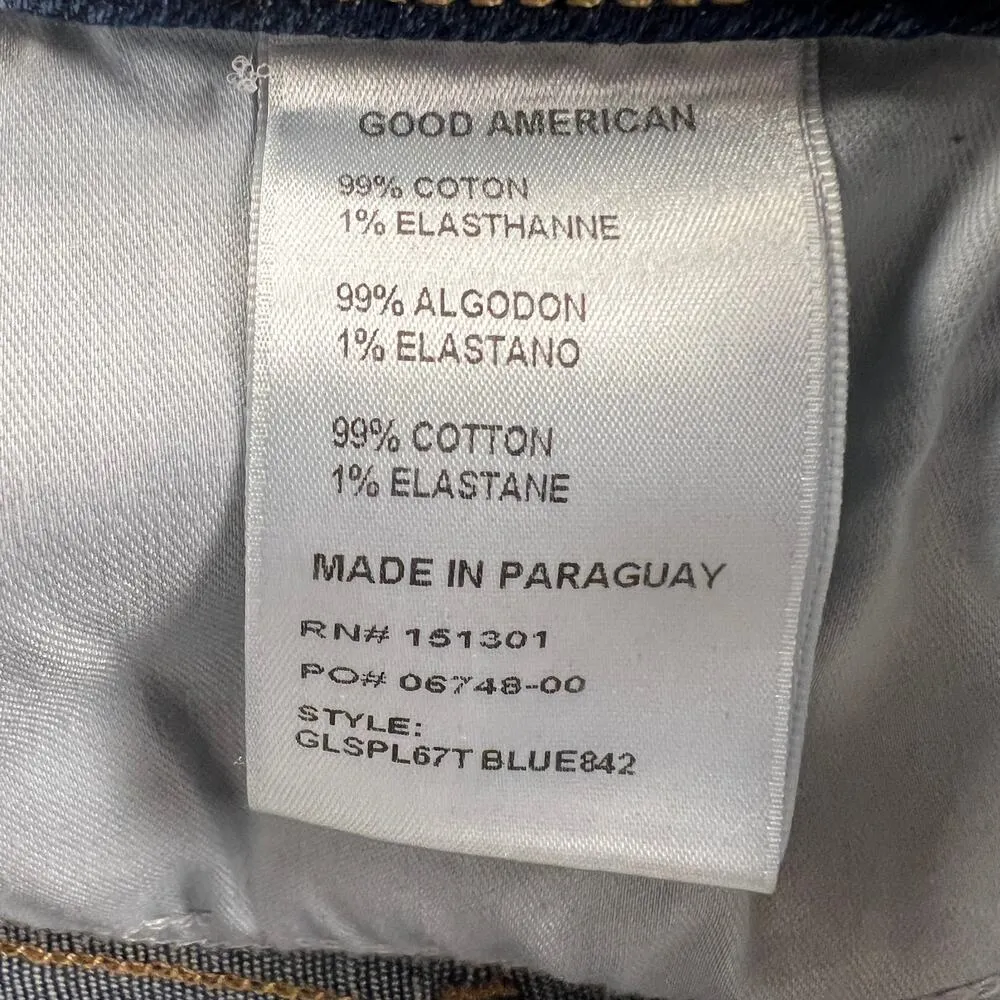 GOOD AMERICAN
99% COTON
1% ELASTHANNE
99% ALGODON
1% ELASTANO
99% COTTON
1% ELASTANE
MADE IN PARAGUAY
RN# 151301
PO# 06748-00
STYLE:
GLSPL67T BLUE842